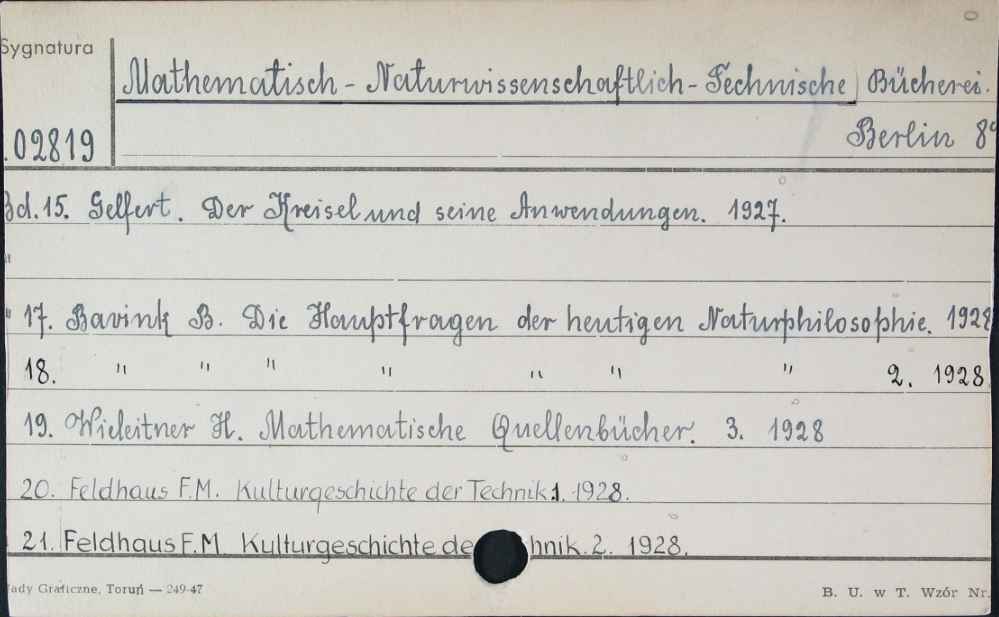 Sygnatura
Mathematisch - Naturwissenschaftlich - Technische Bücherei.
02819
Berlin 8°
Bd. 15. Gelfert. Der Kreisel und seine Anwendungen. 1927.
"
" 17. Bavink B. Die Hauptfragen der heutigen Naturphilosophie. 1928
18. " " " " " " " 2. 1928
19. Wieleitner H. Mathematische Quellenbücher. 3. 1928
20. Feldhaus F.M. Kulturgeschichte der Technik 1. 1928.
21. Feldhaus F.M. Kulturgeschichte de hnik. 2. 1928.
ady Graficzne, Toruń — 249-47
B. U. w T. Wzór Nr.